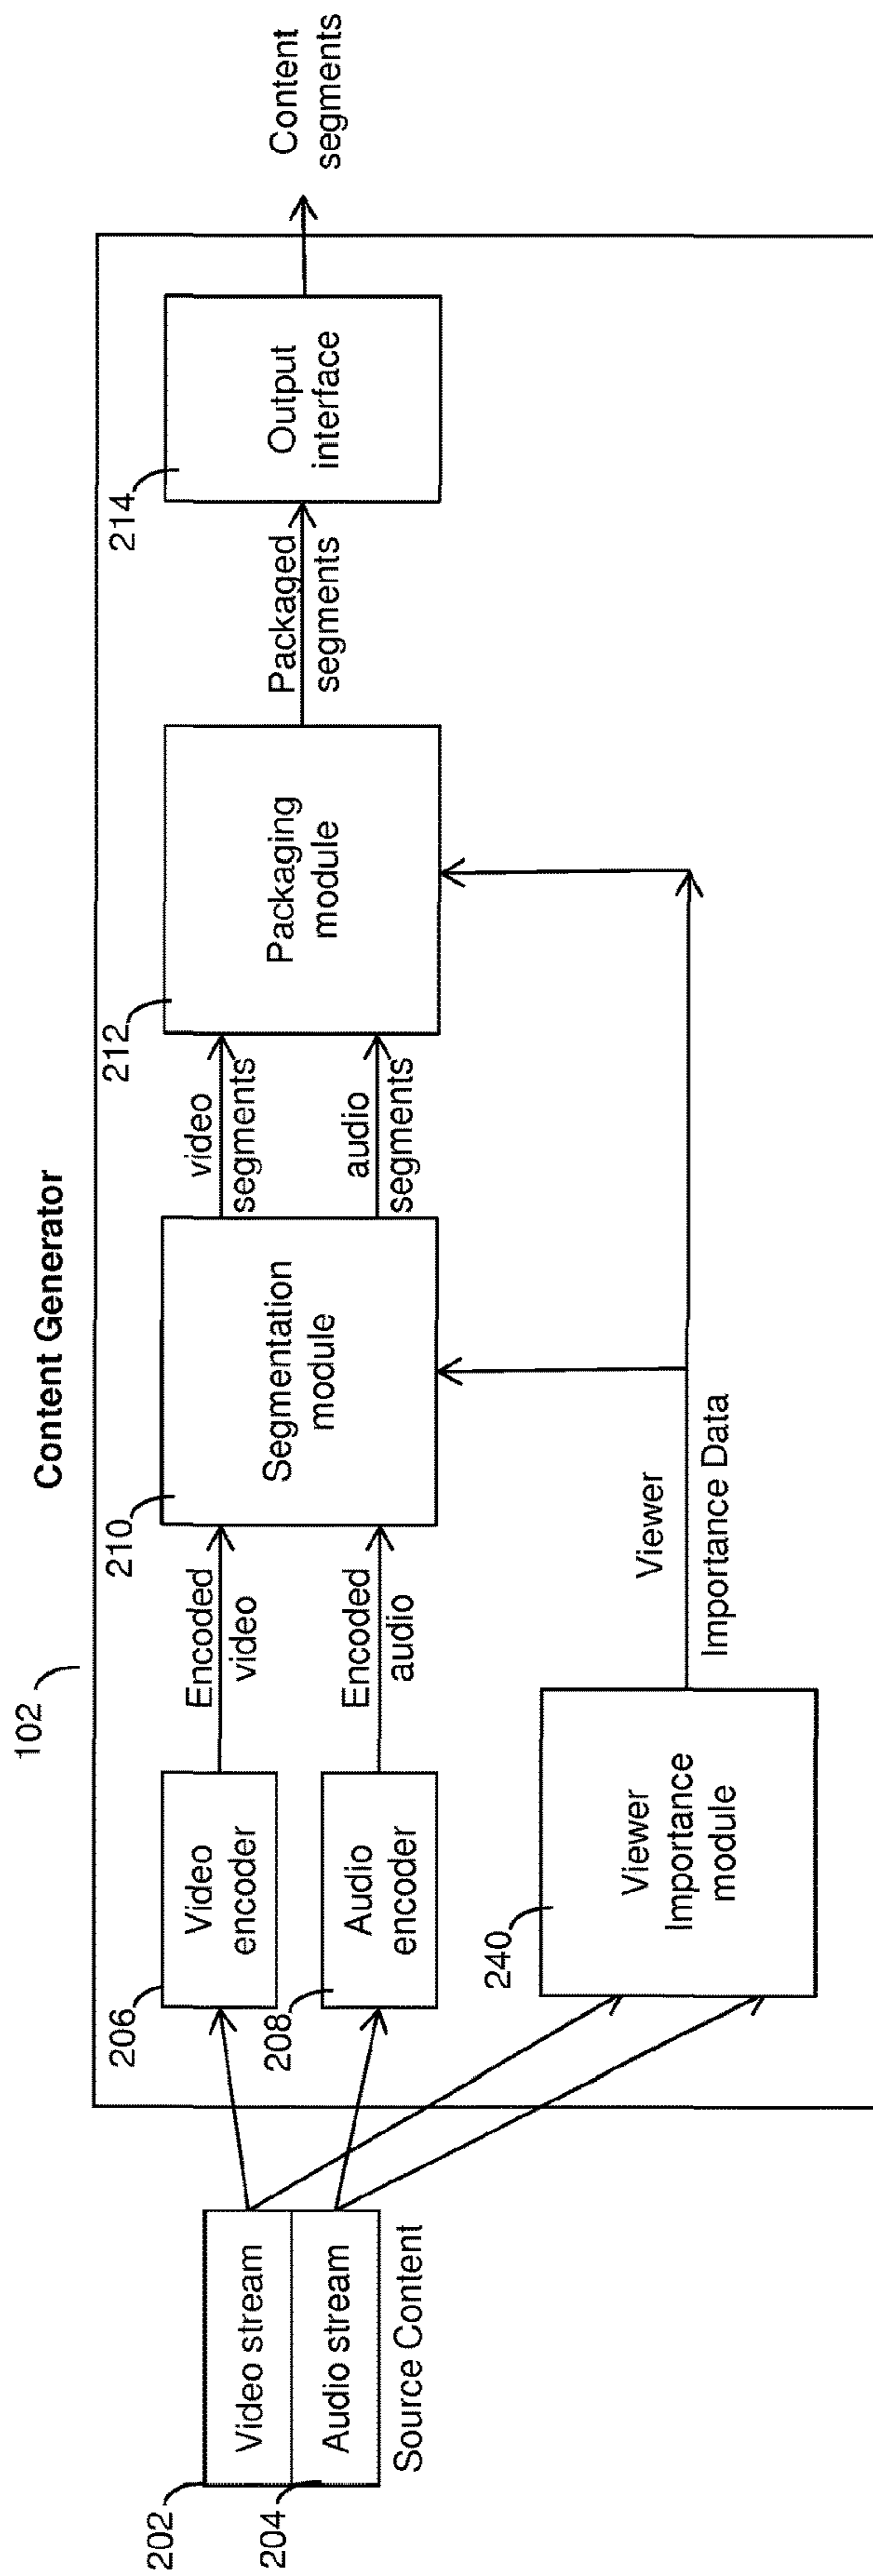 Content Generator
102
202
Video stream
204
Audio stream
Source Content
206
Video
encoder
208
Audio
encoder
Encoded
video
Encoded
audio
210
Segmentation
module
video
segments
audio
segments
212
Packaging
module
Packaged
segments
214
Output
interface
Content
segments
240
Viewer
Importance
module
Viewer
Importance Data